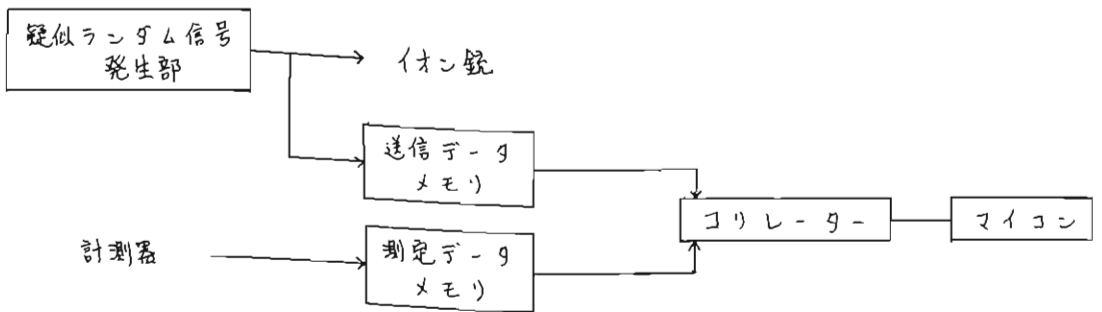 疑似ランダム信号
発生部
イオン銃
送信データ
メモリ
コリレーター
マイコン
計測器
測定データ
メモリ